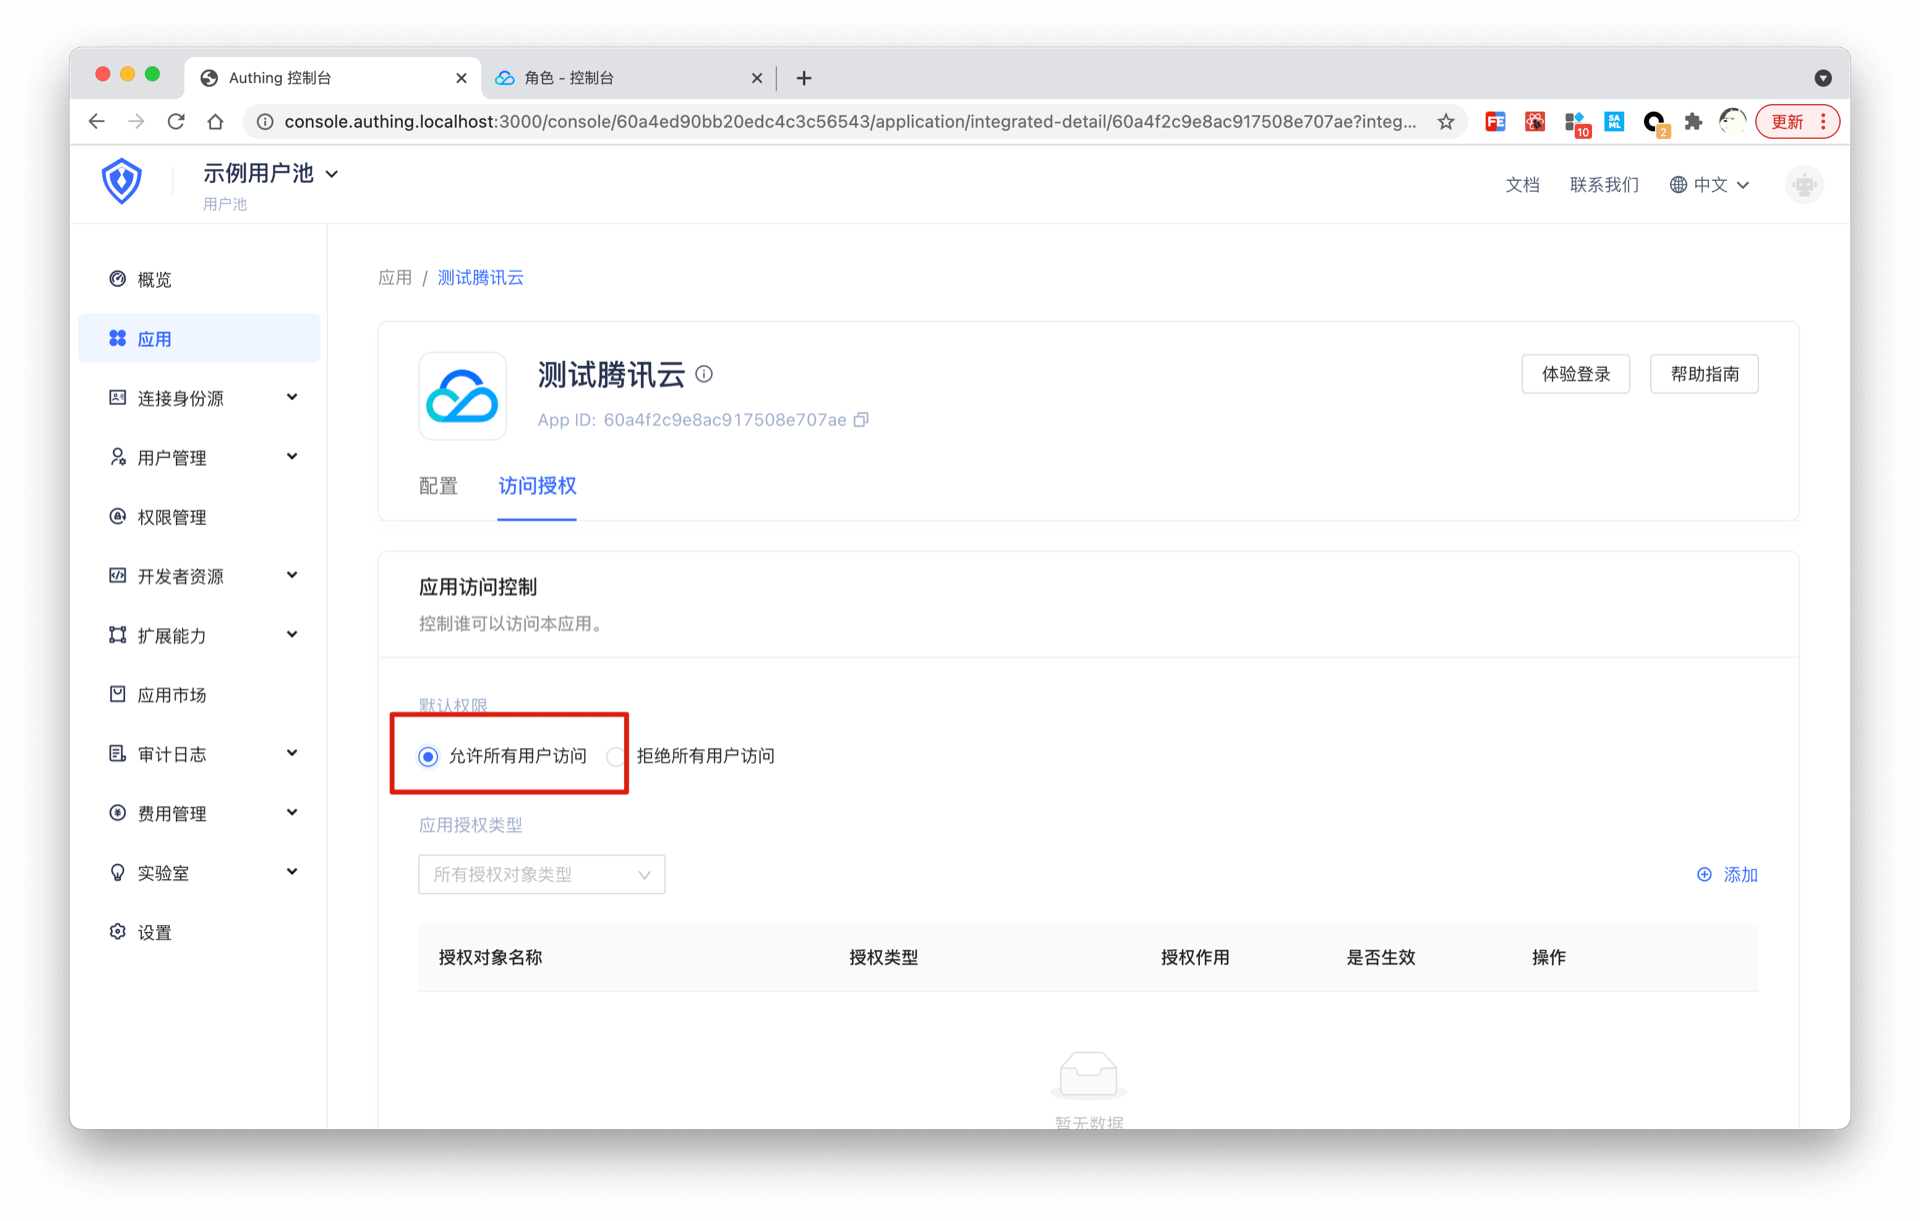 Authing 控制台
角色 - 控制台
console.authing.localhost:3000/console/60a4ed90bb20edc4c3c56543/application/integrated-detail/60a4f2c9e8ac917508e707ae?integ...
FE
10
SA
ML
2
更新
示例用户池
用户池
文档
联系我们
中文
概览
应用
连接身份源
用户管理
权限管理
开发者资源
扩展能力
应用市场
审计日志
费用管理
实验室
设置
应用 / 测试腾讯云
测试腾讯云
App ID: 60a4f2c9e8ac917508e707ae
体验登录
帮助指南
配置
访问授权
应用访问控制
控制谁可以访问本应用。
默认权限
允许所有用户访问
拒绝所有用户访问
应用授权类型
所有授权对象类型
添加
授权对象名称
授权类型
授权作用
是否生效
操作
暂无数据